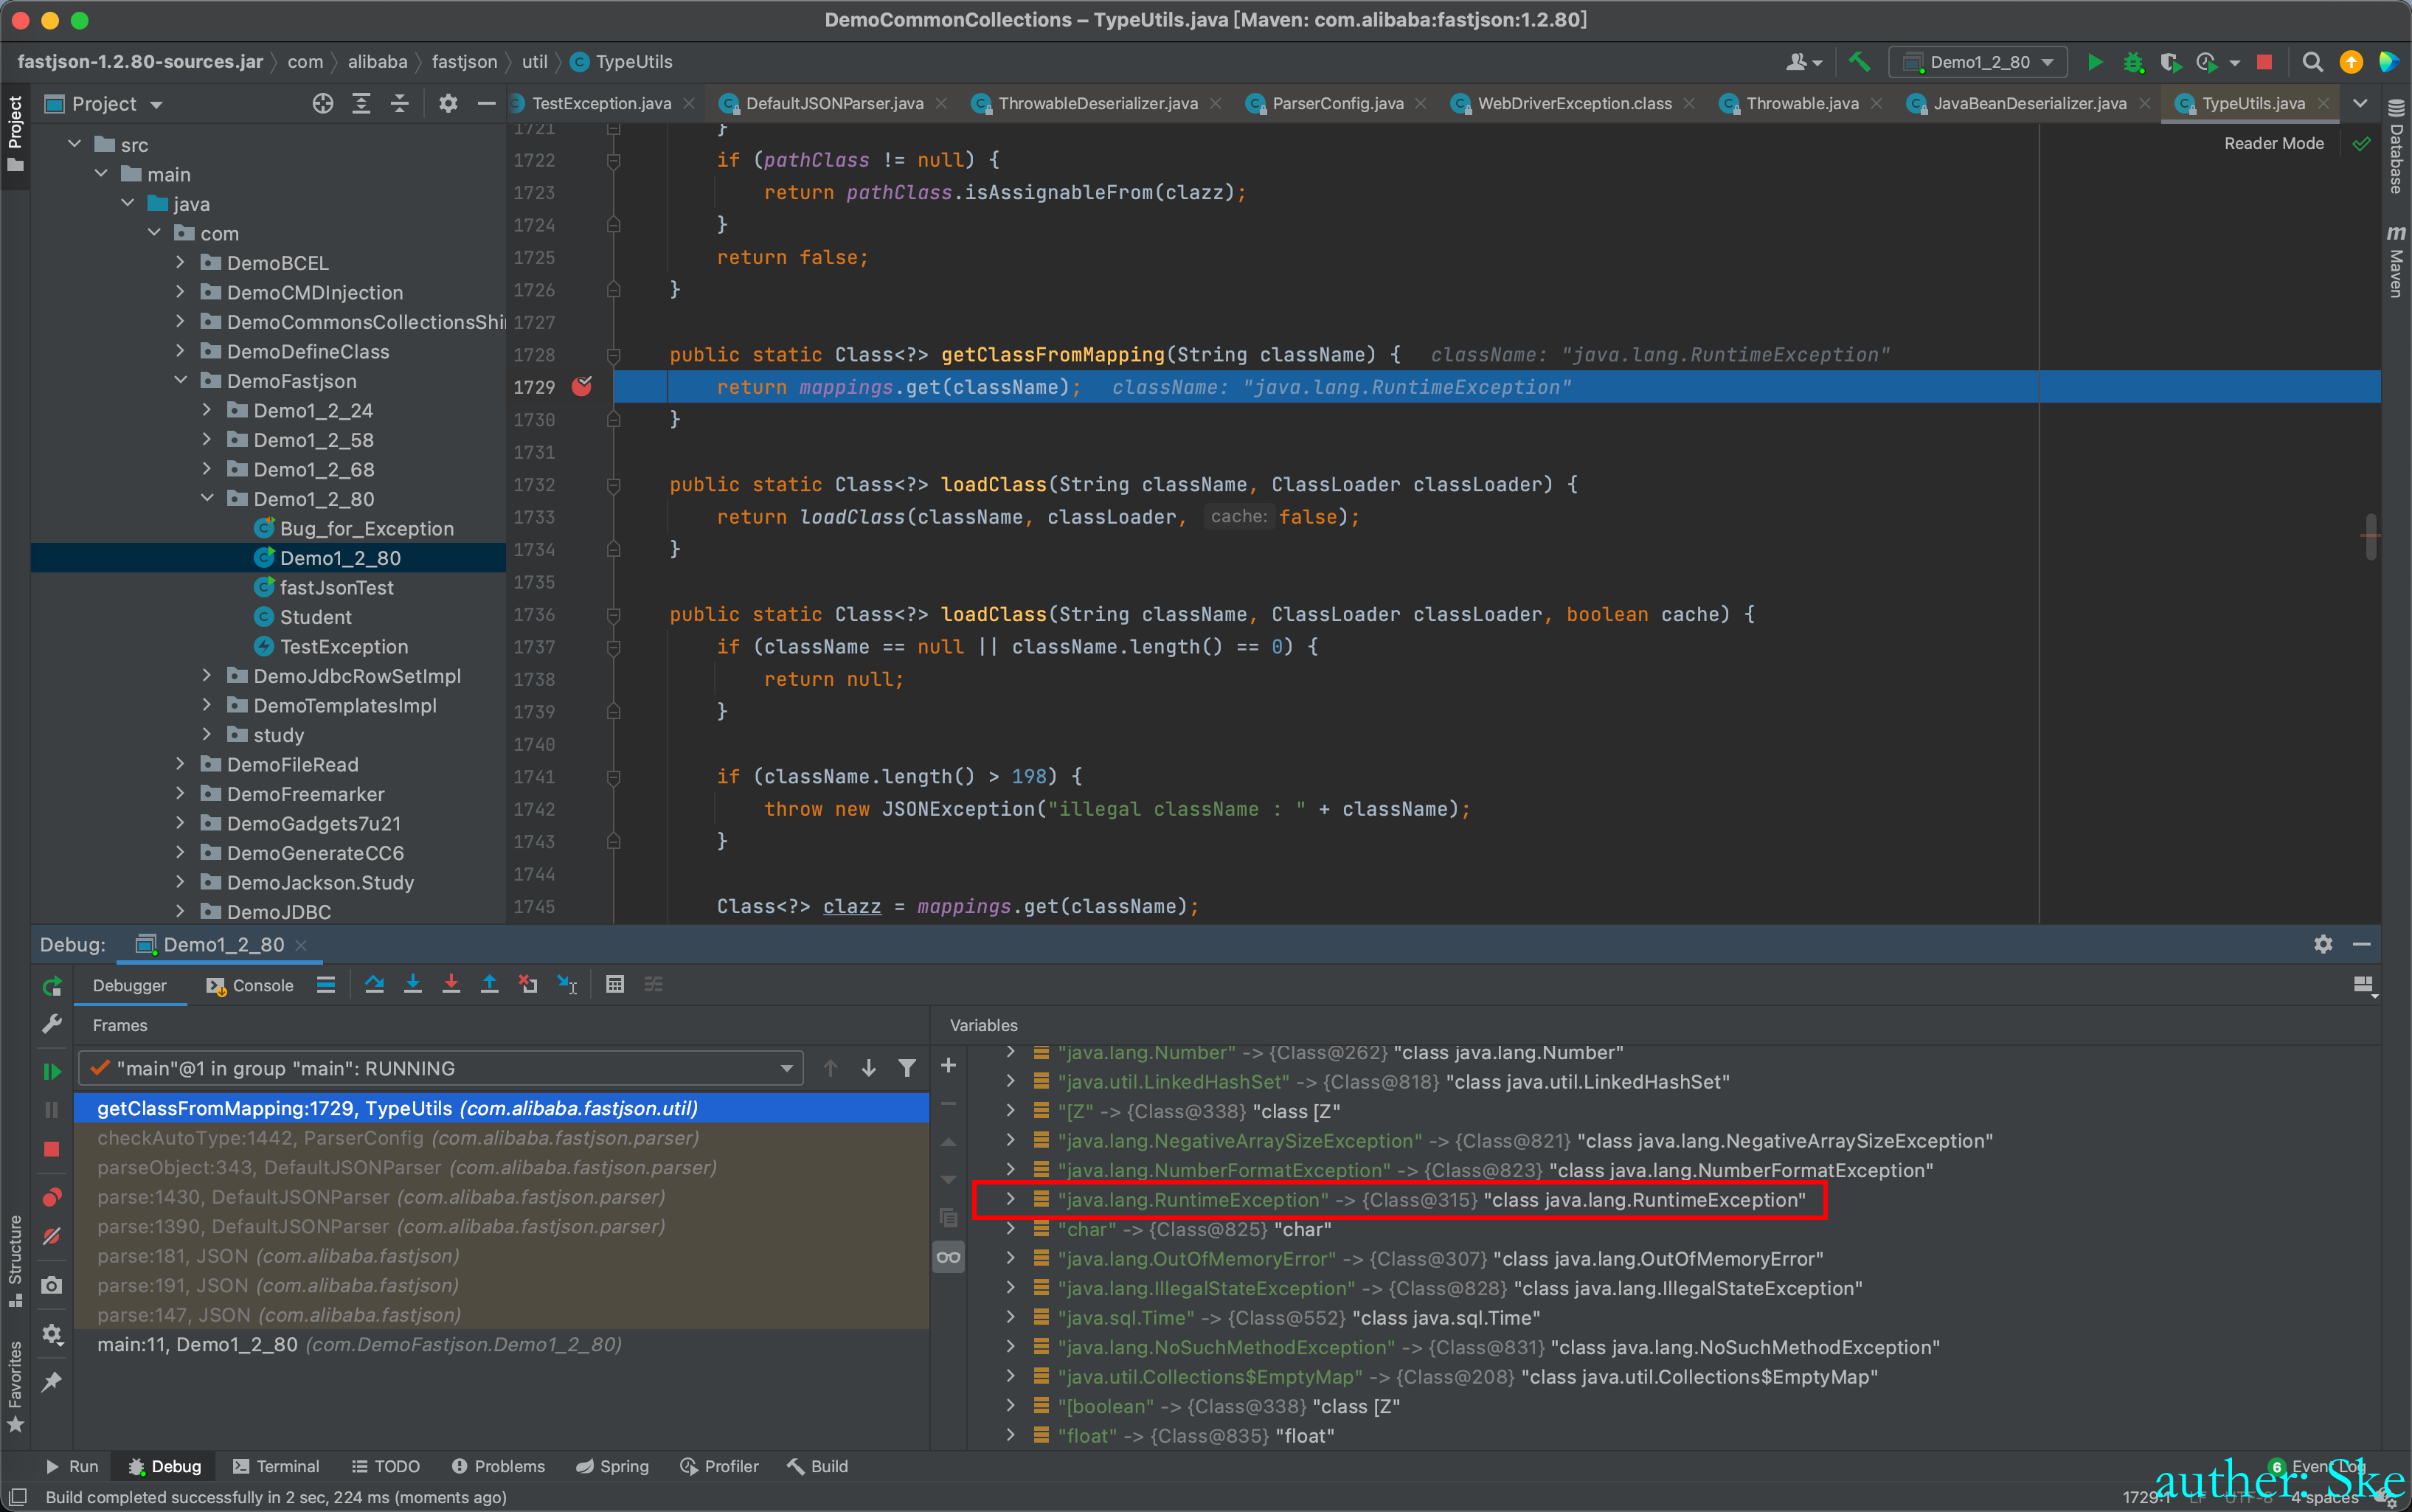 DemoCommonCollections – TypeUtils.java [Maven: com.alibaba:fastjson:1.2.80]
fastjson-1.2.80-sources.jar com alibaba fastjson util TypeUtils
Demo1_2_80
Project
TestException.java DefaultJSONParser.java ThrowableDeserializer.java ParserConfig.java WebDriverException.class Throwable.java JavaBeanDeserializer.java TypeUtils.java
Project
Database
Maven
Structure
Favorites
src
main
java
com
DemoBCEL
DemoCMDInjection
DemoCommonsCollectionsShi
DemoDefineClass
DemoFastjson
Demo1_2_24
Demo1_2_58
Demo1_2_68
Demo1_2_80
Bug_for_Exception
Demo1_2_80
fastJsonTest
Student
TestException
DemoJdbcRowSetImpl
DemoTemplatesImpl
study
DemoFileRead
DemoFreemarker
DemoGadgets7u21
DemoGenerateCC6
DemoJackson.Study
DemoJDBC
Reader Mode
1721 }
1722 if (pathClass != null) {
1723 return pathClass.isAssignableFrom(clazz);
1724 }
1725 return false;
1726 }
1727
1728 public static Class<?> getClassFromMapping(String className) { className: "java.lang.RuntimeException"
1729 return mappings.get(className); className: "java.lang.RuntimeException"
1730 }
1731
1732 public static Class<?> loadClass(String className, ClassLoader classLoader) {
1733 return loadClass(className, classLoader, cache: false);
1734 }
1735
1736 public static Class<?> loadClass(String className, ClassLoader classLoader, boolean cache) {
1737 if (className == null || className.length() == 0) {
1738 return null;
1739 }
1740
1741 if (className.length() > 198) {
1742 throw new JSONException("illegal className : " + className);
1743 }
1744
1745 Class<?> clazz = mappings.get(className);
Debug: Demo1_2_80
Debugger Console
Frames
"main"@1 in group "main": RUNNING
getClassFromMapping:1729, TypeUtils (com.alibaba.fastjson.util)
checkAutoType:1442, ParserConfig (com.alibaba.fastjson.parser)
parseObject:343, DefaultJSONParser (com.alibaba.fastjson.parser)
parse:1430, DefaultJSONParser (com.alibaba.fastjson.parser)
parse:1390, DefaultJSONParser (com.alibaba.fastjson.parser)
parse:181, JSON (com.alibaba.fastjson)
parse:191, JSON (com.alibaba.fastjson)
parse:147, JSON (com.alibaba.fastjson)
main:11, Demo1_2_80 (com.DemoFastjson.Demo1_2_80)
Variables
"java.lang.Number" -> {Class@262} "class java.lang.Number"
"java.util.LinkedHashSet" -> {Class@818} "class java.util.LinkedHashSet"
"[Z" -> {Class@338} "class [Z"
"java.lang.NegativeArraySizeException" -> {Class@821} "class java.lang.NegativeArraySizeException"
"java.lang.NumberFormatException" -> {Class@823} "class java.lang.NumberFormatException"
"java.lang.RuntimeException" -> {Class@315} "class java.lang.RuntimeException"
"char" -> {Class@825} "char"
"java.lang.OutOfMemoryError" -> {Class@307} "class java.lang.OutOfMemoryError"
"java.lang.IllegalStateException" -> {Class@828} "class java.lang.IllegalStateException"
"java.sql.Time" -> {Class@552} "class java.sql.Time"
"java.lang.NoSuchMethodException" -> {Class@831} "class java.lang.NoSuchMethodException"
"java.util.Collections$EmptyMap" -> {Class@208} "class java.util.Collections$EmptyMap"
"[boolean" -> {Class@338} "class [Z"
"float" -> {Class@835} "float"
Run Debug Terminal TODO Problems Spring Profiler Build 6 Event Log
Build completed successfully in 2 sec, 224 ms (moments ago) 1729:1 LF UTF-8 4 spaces
auther: Ske